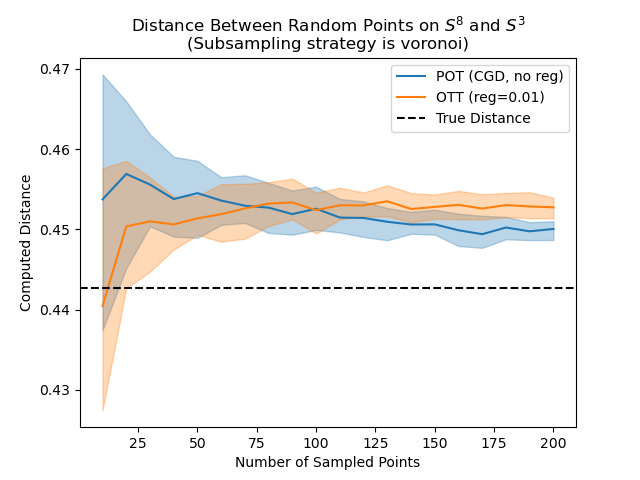 Distance Between Random Points on $S^8$ and $S^3$
(Subsampling strategy is voronoi)
POT (CGD, no reg)
OTT (reg=0.01)
True Distance
0.47
0.46
0.45
0.44
0.43
Computed Distance
25 50 75 100 125 150 175 200
Number of Sampled Points